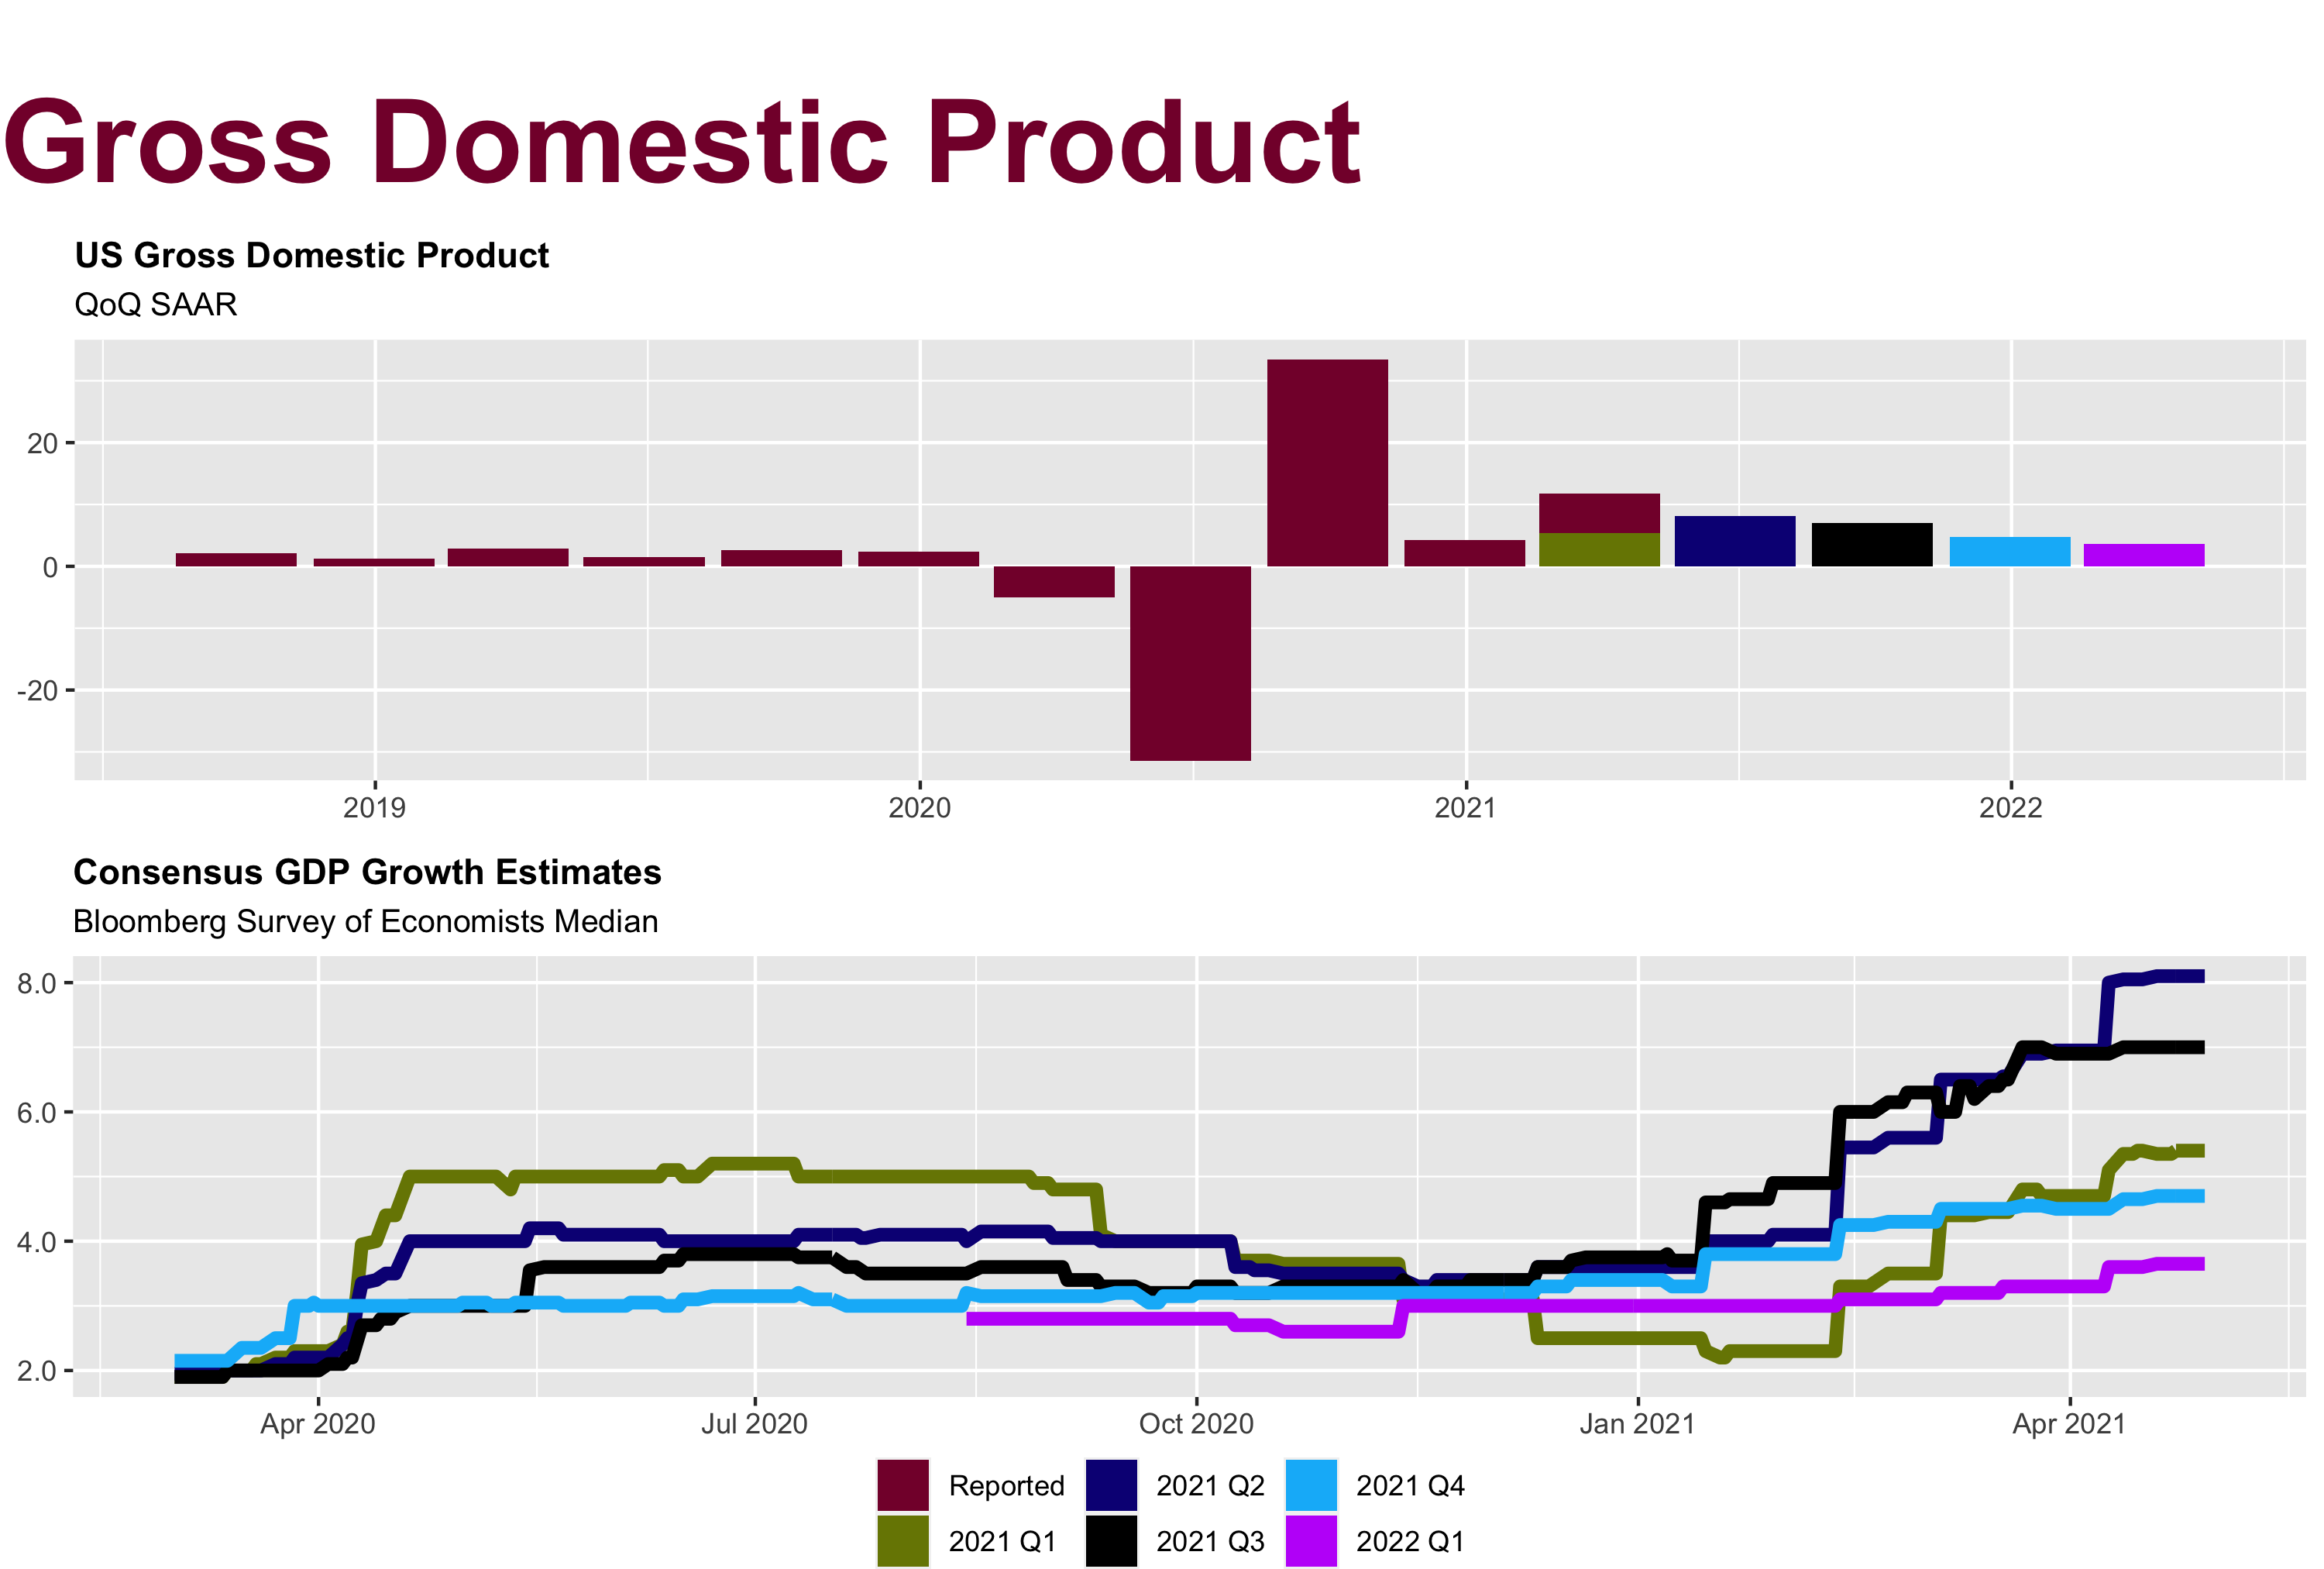 Gross Domestic Product
US Gross Domestic Product
QoQ SAAR
20
0
-20
2019 2020 2021 2022
Consensus GDP Growth Estimates
Bloomberg Survey of Economists Median
8.0
6.0
4.0
2.0
Apr 2020 Jul 2020 Oct 2020 Jan 2021 Apr 2021
Reported 2021 Q2 2021 Q4
2021 Q1 2021 Q3 2022 Q1